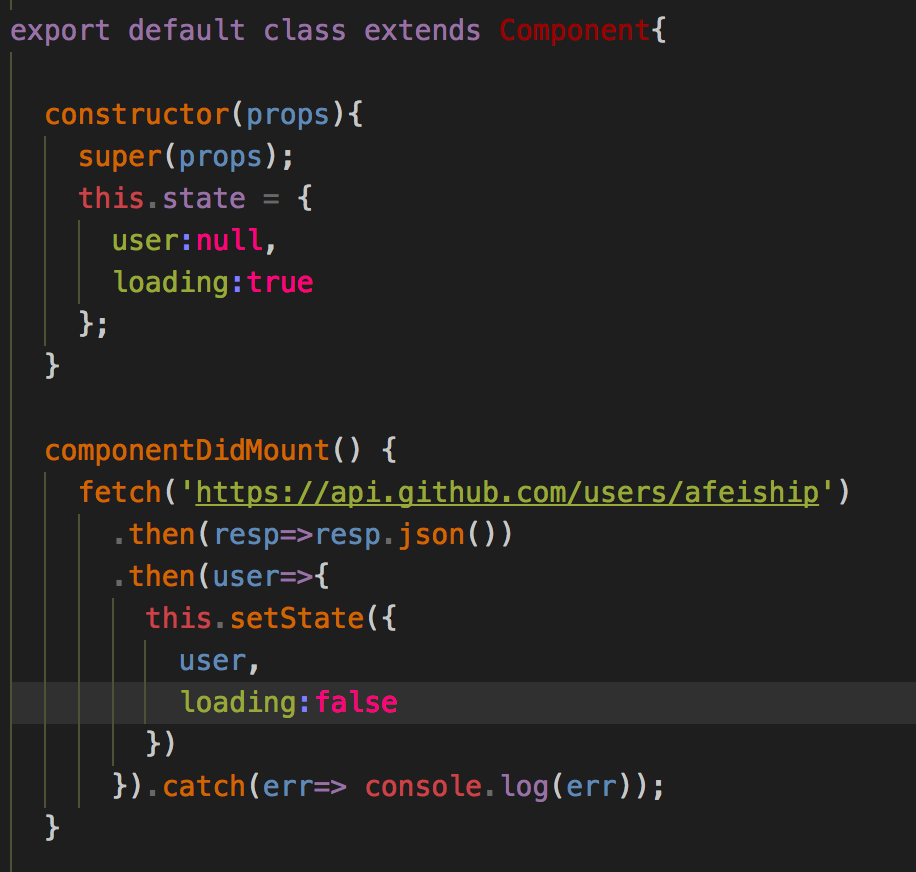 export default class extends Component{
constructor(props){
super(props);
this.state = {
user:null,
loading:true
};
}
componentDidMount() {
fetch('https://api.github.com/users/afeiship')
.then(resp=>resp.json())
.then(user=>{
this.setState({
user,
loading:false
})
}).catch(err=> console.log(err));
}